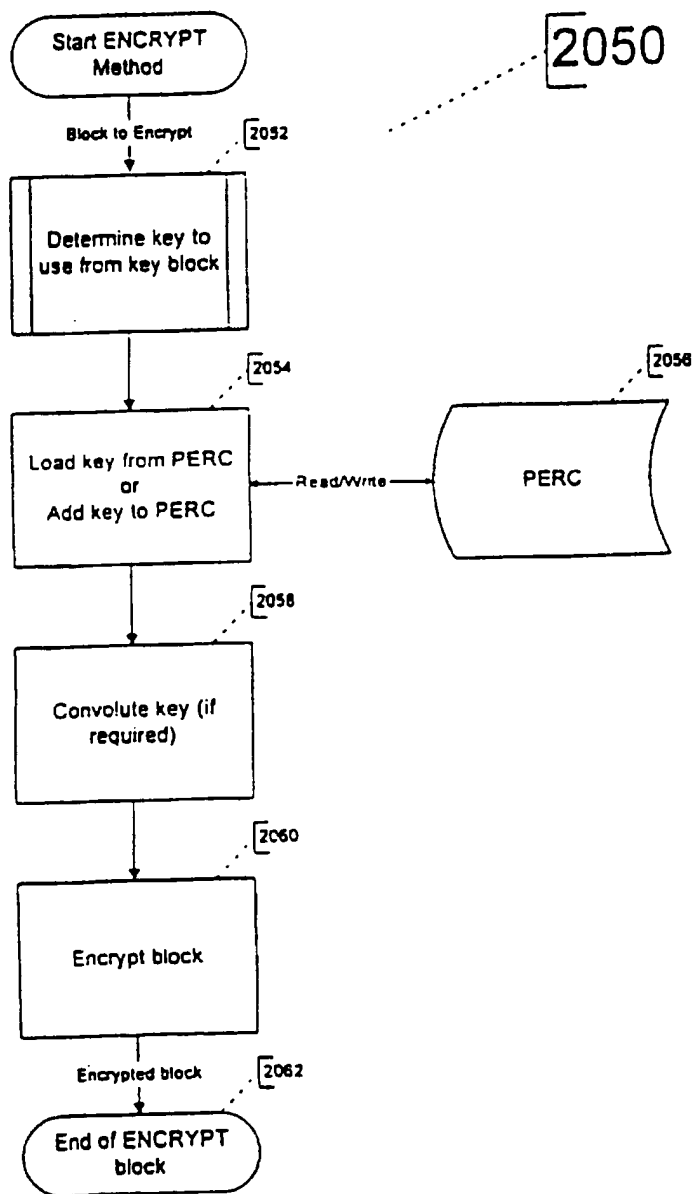 Start ENCRYPT
Method
2050
Block to Encrypt
2052
Determine key to
use from key block
2054
2056
Load key from PERC
or
Add key to PERC
Read/Write
PERC
2058
Convolute key (if
required)
2060
Encrypt block
Encrypted block
2062
End of ENCRYPT
block